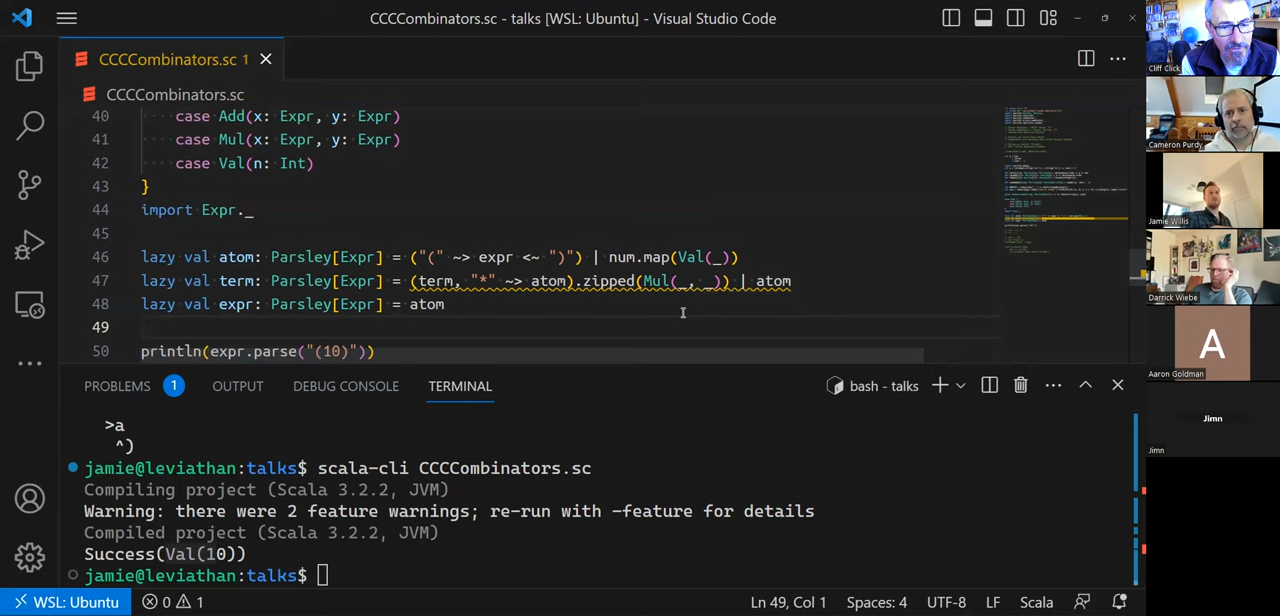 CCCCombinators.sc - talks [WSL: Ubuntu] - Visual Studio Code
CCCCombinators.sc 1
CCCCombinators.sc
40 case Add(x: Expr, y: Expr)
41 case Mul(x: Expr, y: Expr)
42 case Val(n: Int)
43 }
44 import Expr._
45
46 lazy val atom: Parsley[Expr] = ("(" ~> expr <~ ")") | num.map(Val(_))
47 lazy val term: Parsley[Expr] = (term, "*" ~> atom).zipped(Mul(_, _)) | atom
48 lazy val expr: Parsley[Expr] = atom
49
50 println(expr.parse("(10)"))
PROBLEMS 1 OUTPUT DEBUG CONSOLE TERMINAL bash - talks
>a
^)
jamie@leviathan:talks$ scala-cli CCCCombinators.sc
Compiling project (Scala 3.2.2, JVM)
Warning: there were 2 feature warnings; re-run with -feature for details
Compiled project (Scala 3.2.2, JVM)
Success(Val(10))
jamie@leviathan:talks$
WSL: Ubuntu 0 1 Ln 49, Col 1 Spaces: 4 UTF-8 LF Scala
Cliff Click
Cameron Purdy
Jamie Willis
Darrick Wiebe
A
Aaron Goldman
Jimn
Jimn